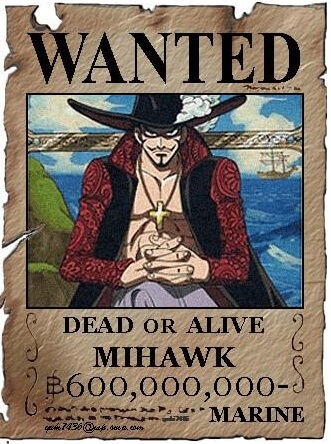 WANTED
DEAD OR ALIVE
MIHAWK
฿600,000,000-
MARINE